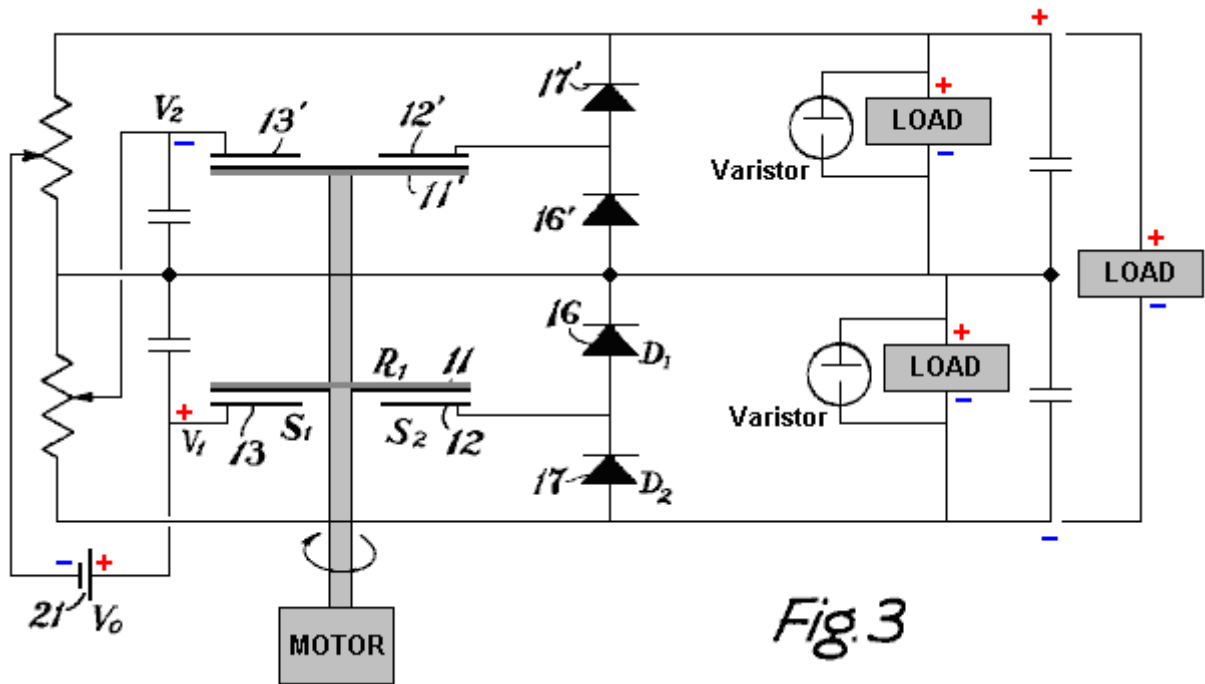 +
17'
V₂
13'
12'
+
LOAD
−
−
Varistor
11'
16'
+
LOAD
−
16
D₁
+
LOAD
−
R₁
11
+
V₁
13
S₁
S₂
12
Varistor
17
D₂
−
−
+
21
V₀
MOTOR
Fig. 3